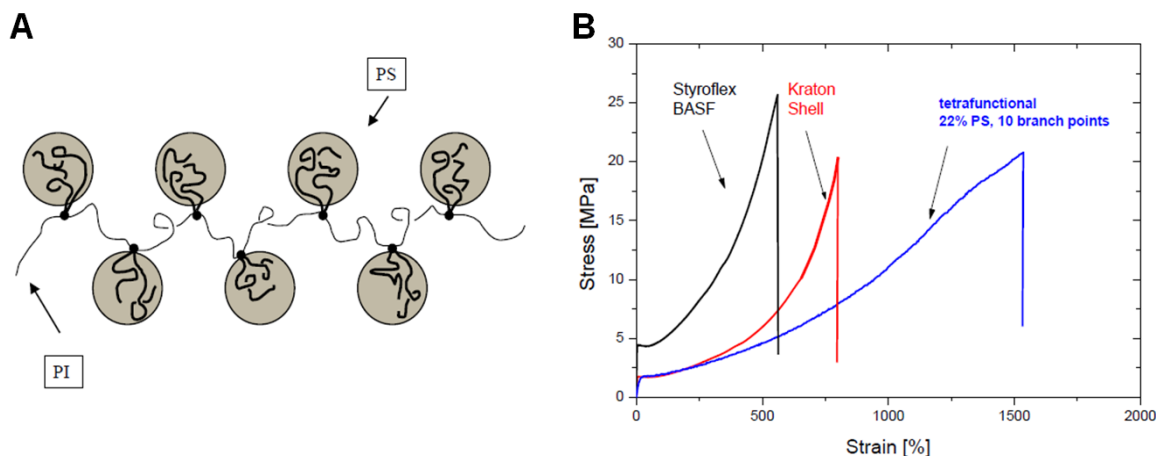 A
PS
PI
B
Stress [MPa]
30
25
20
15
10
5
0
Styroflex
BASF
Kraton
Shell
tetrafunctional
22% PS, 10 branch points
0
500
1000
1500
2000
Strain [%]